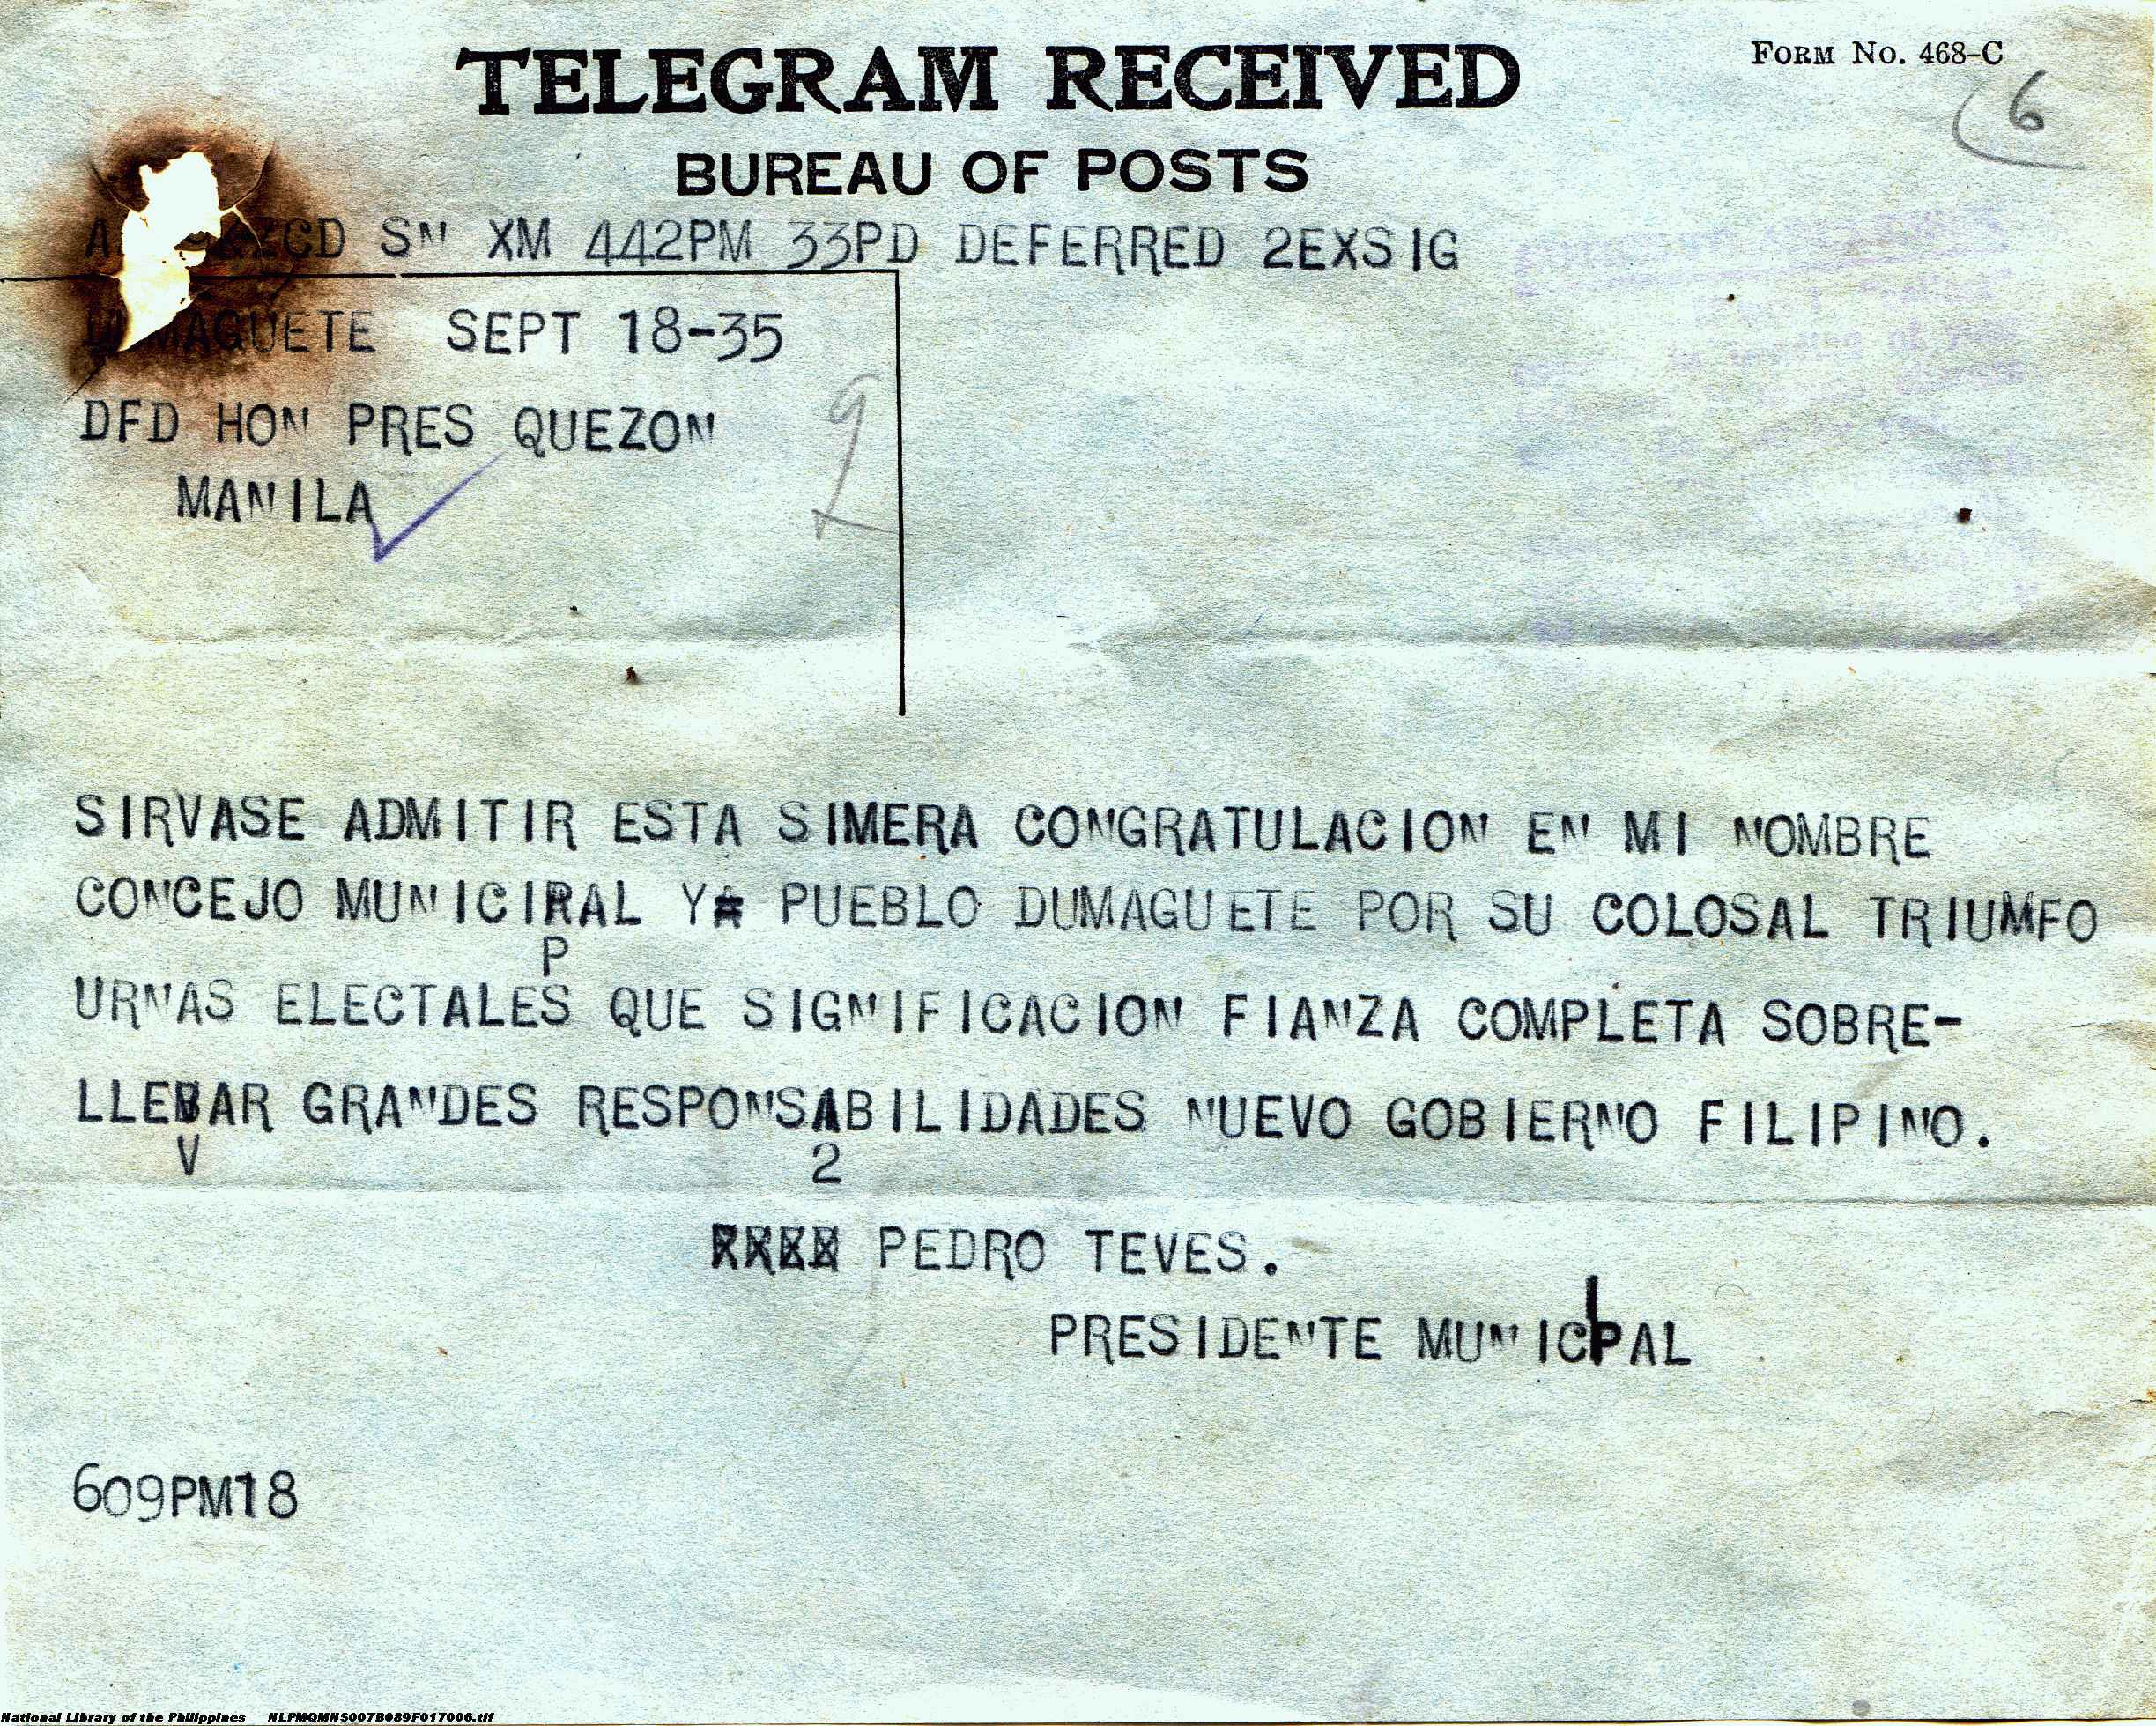 FORM No. 468-C
6
TELEGRAM RECEIVED
BUREAU OF POSTS
SN XM 442PM 33PD DEFERRED 2EXSIG
DUMAGUETE SEPT 18-35
DFD HON PRES QUEZON
MANILA
9
SIRVASE ADMITIR ESTA SIMERA CONGRATULACION EN MI NOMBRE
CONCEJO MUNICIRAL Y PUEBLO DUMAGUETE POR SU COLOSAL TRIUMFO
P
URNAS ELECTALES QUE SIGNIFICACION FIANZA COMPLETA SOBRE-
LLEBAR GRANDES RESPONSABILIDADES NUEVO GOBIERNO FILIPINO.
V 2
PEDRO TEVES.
PRESIDENTE MUNICIPAL
609PM18
National Library of the Philippines NLPMQMNS007B089F017006.tif